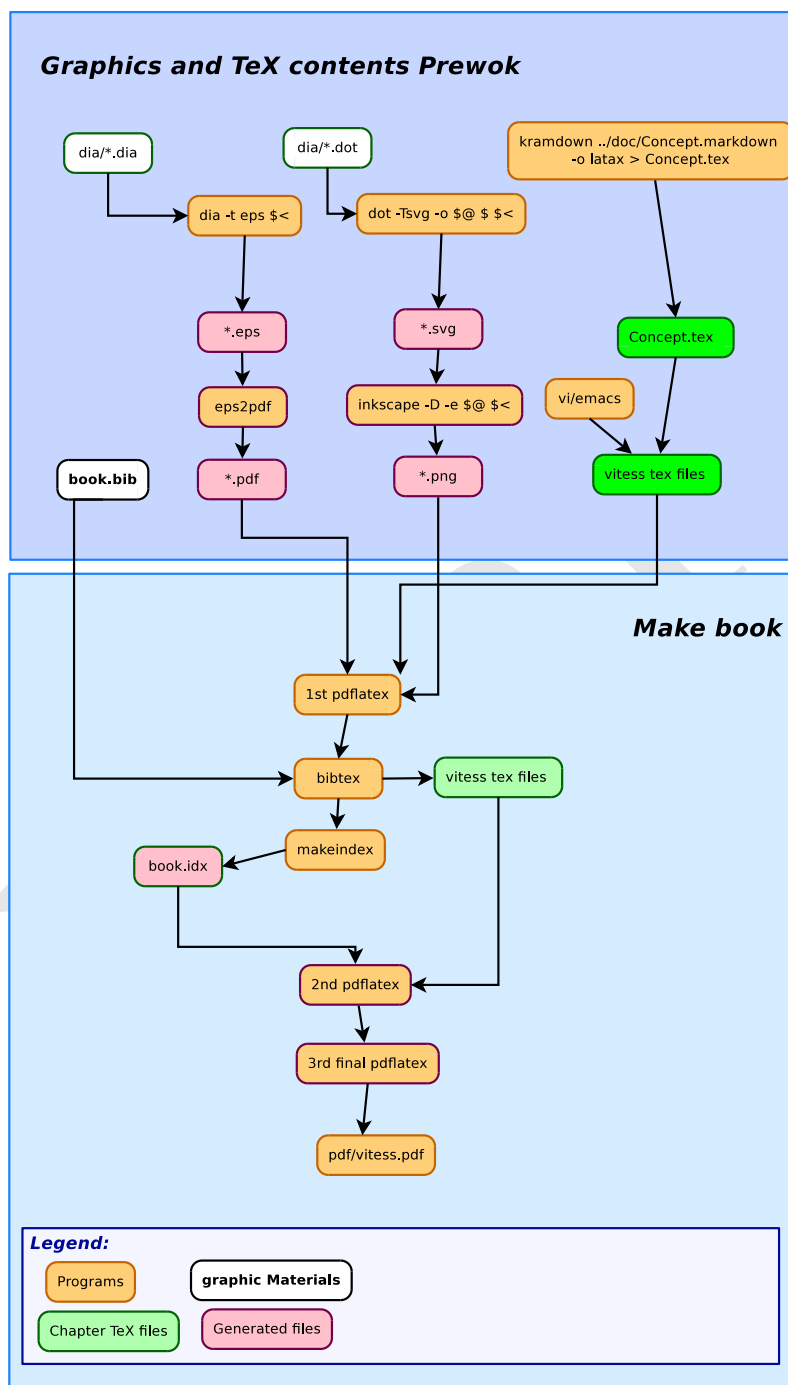 Graphics and TeX contents Prewok
dia/*.dia
dia/*.dot
kramdown ../doc/Concept.markdown
-o latax > Concept.tex
dia -t eps $<
dot -Tsvg -o $@ $ $<
*.eps
*.svg
Concept.tex
eps2pdf
inkscape -D -e $@ $<
vi/emacs
book.bib
*.pdf
*.png
vitess tex files
Make book
1st pdflatex
bibtex
vitess tex files
makeindex
book.idx
2nd pdflatex
3rd final pdflatex
pdf/vitess.pdf
Legend:
Programs
graphic Materials
Chapter TeX files
Generated files